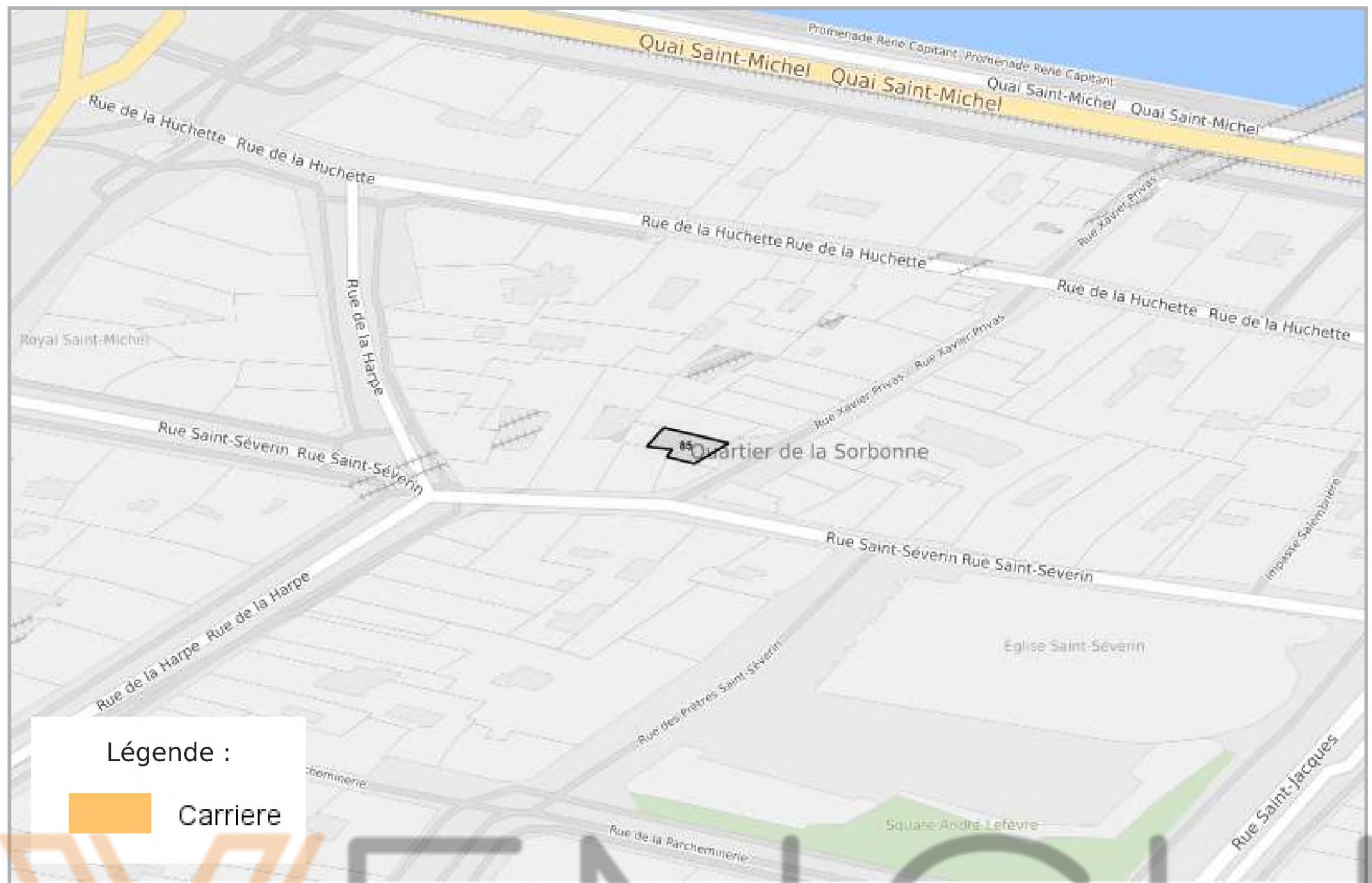 Promenade René Capitant Promenade René Capitant
Quai Saint-Michel Quai Saint-Michel
Quai Saint-Michel Quai Saint-Michel
Rue de la Huchette Rue de la Huchette
Rue Xavier Privas
Rue de la Huchette Rue de la Huchette
Rue de la Huchette Rue de la Huchette
Rue de la Harpe
Royal Saint-Michel
Rue Xavier Privas Rue Xavier Privas
Rue Saint-Séverin Rue Saint-Séverin
85
Quartier de la Sorbonne
Impasse Salembrière
Rue Saint-Séverin Rue Saint-Séverin
Rue de la Harpe Rue de la Harpe
Église Saint-Séverin
Rue des Prêtres Saint-Séverin
Légende :
cheminerie
Carriere
Rue de la Parcheminerie
Square André Lefèvre
Rue Saint-Jacques